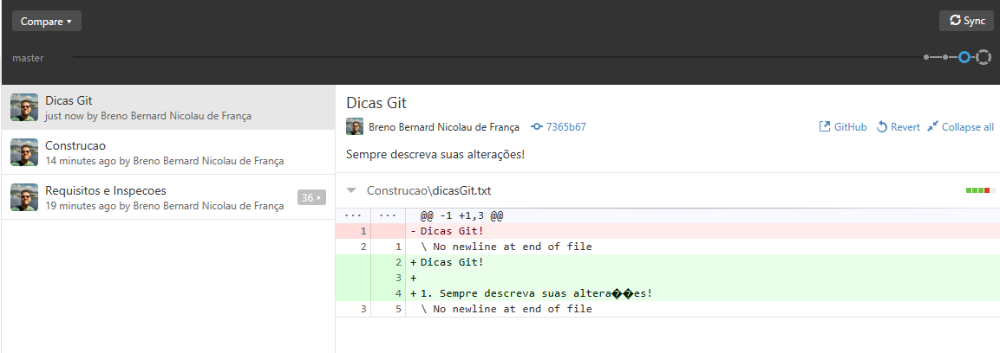 Compare
Sync
master
Dicas Git
just now by Breno Bernard Nicolau de França
Construcao
14 minutes ago by Breno Bernard Nicolau de França
Requisitos e Inspecoes
19 minutes ago by Breno Bernard Nicolau de França
36
Dicas Git
Breno Bernard Nicolau de França 7365b67 GitHub Revert Collapse all
Sempre descreva suas alterações!
Construcao\dicasGit.txt
... ... @@ -1 +1,3 @@
1 - Dicas Git!
2 1 \ No newline at end of file
2 + Dicas Git!
3 +
4 + 1. Sempre descreva suas altera��es!
3 5 \ No newline at end of file